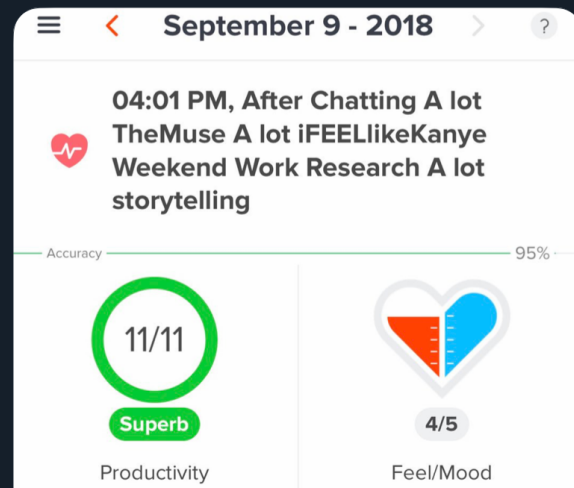 September 9 - 2018
?
04:01 PM, After Chatting A lot
TheMuse A lot iFEELlikeKanye
Weekend Work Research A lot
storytelling
Accuracy
95%
11/11
Superb
Productivity
4/5
Feel/Mood